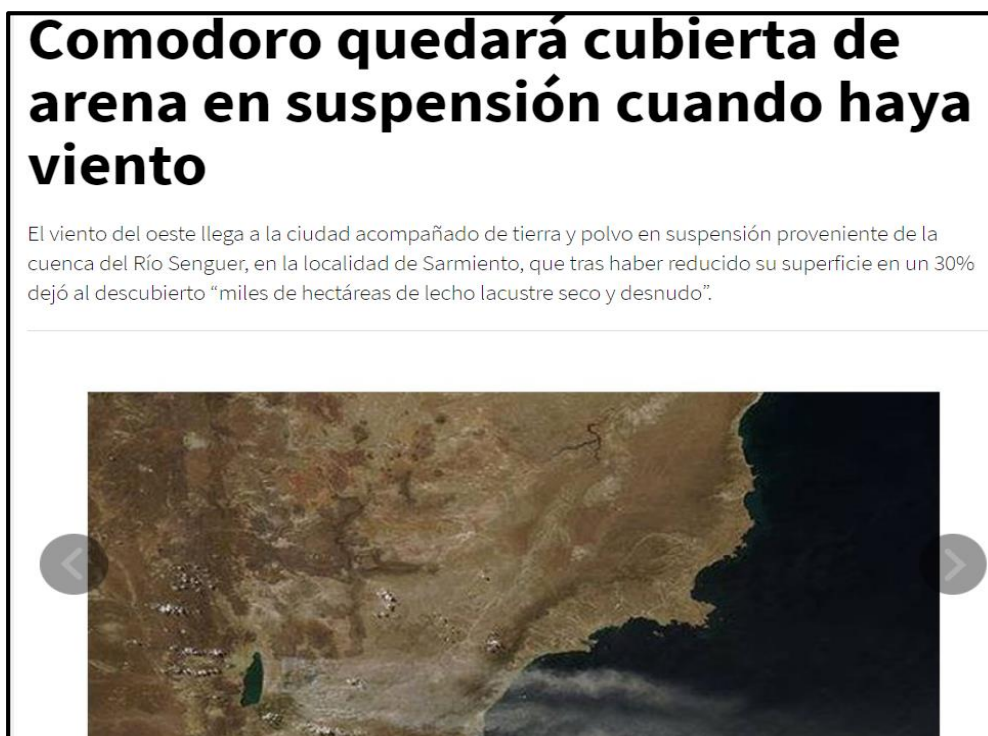 Comodoro quedará cubierta de
arena en suspensión cuando haya
viento
El viento del oeste llega a la ciudad acompañado de tierra y polvo en suspensión proveniente de la
cuenca del Río Senguer, en la localidad de Sarmiento, que tras haber reducido su superficie en un 30%
dejó al descubierto “miles de hectáreas de lecho lacustre seco y desnudo”.